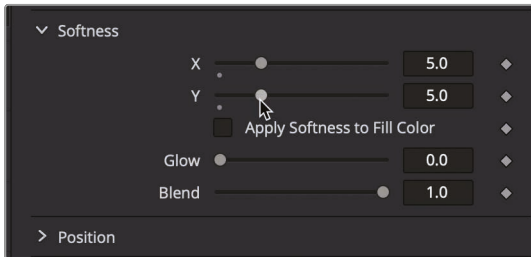 Softness
X 5.0
Y 5.0
Apply Softness to Fill Color
Glow 0.0
Blend 1.0
Position